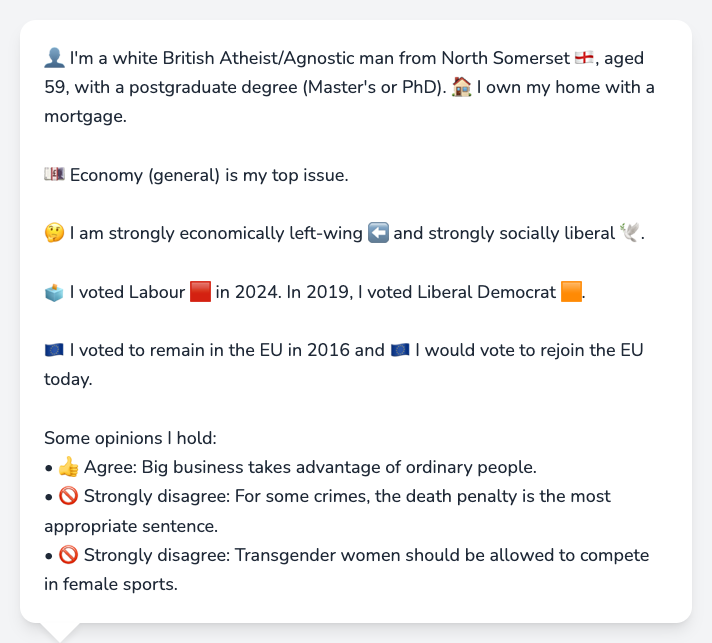 👤 I'm a white British Atheist/Agnostic man from North Somerset 🏴󠁧󠁢󠁥󠁮󠁧󠁿, aged
59, with a postgraduate degree (Master's or PhD). 🏠 I own my home with a
mortgage.
💷 Economy (general) is my top issue.
🤔 I am strongly economically left-wing ⬅️ and strongly socially liberal 🕊️.
🗳️ I voted Labour 🟥 in 2024. In 2019, I voted Liberal Democrat 🟧.
🇪🇺 I voted to remain in the EU in 2016 and 🇪🇺 I would vote to rejoin the EU
today.
Some opinions I hold:
• 👍 Agree: Big business takes advantage of ordinary people.
• 🚫 Strongly disagree: For some crimes, the death penalty is the most
appropriate sentence.
• 🚫 Strongly disagree: Transgender women should be allowed to compete
in female sports.